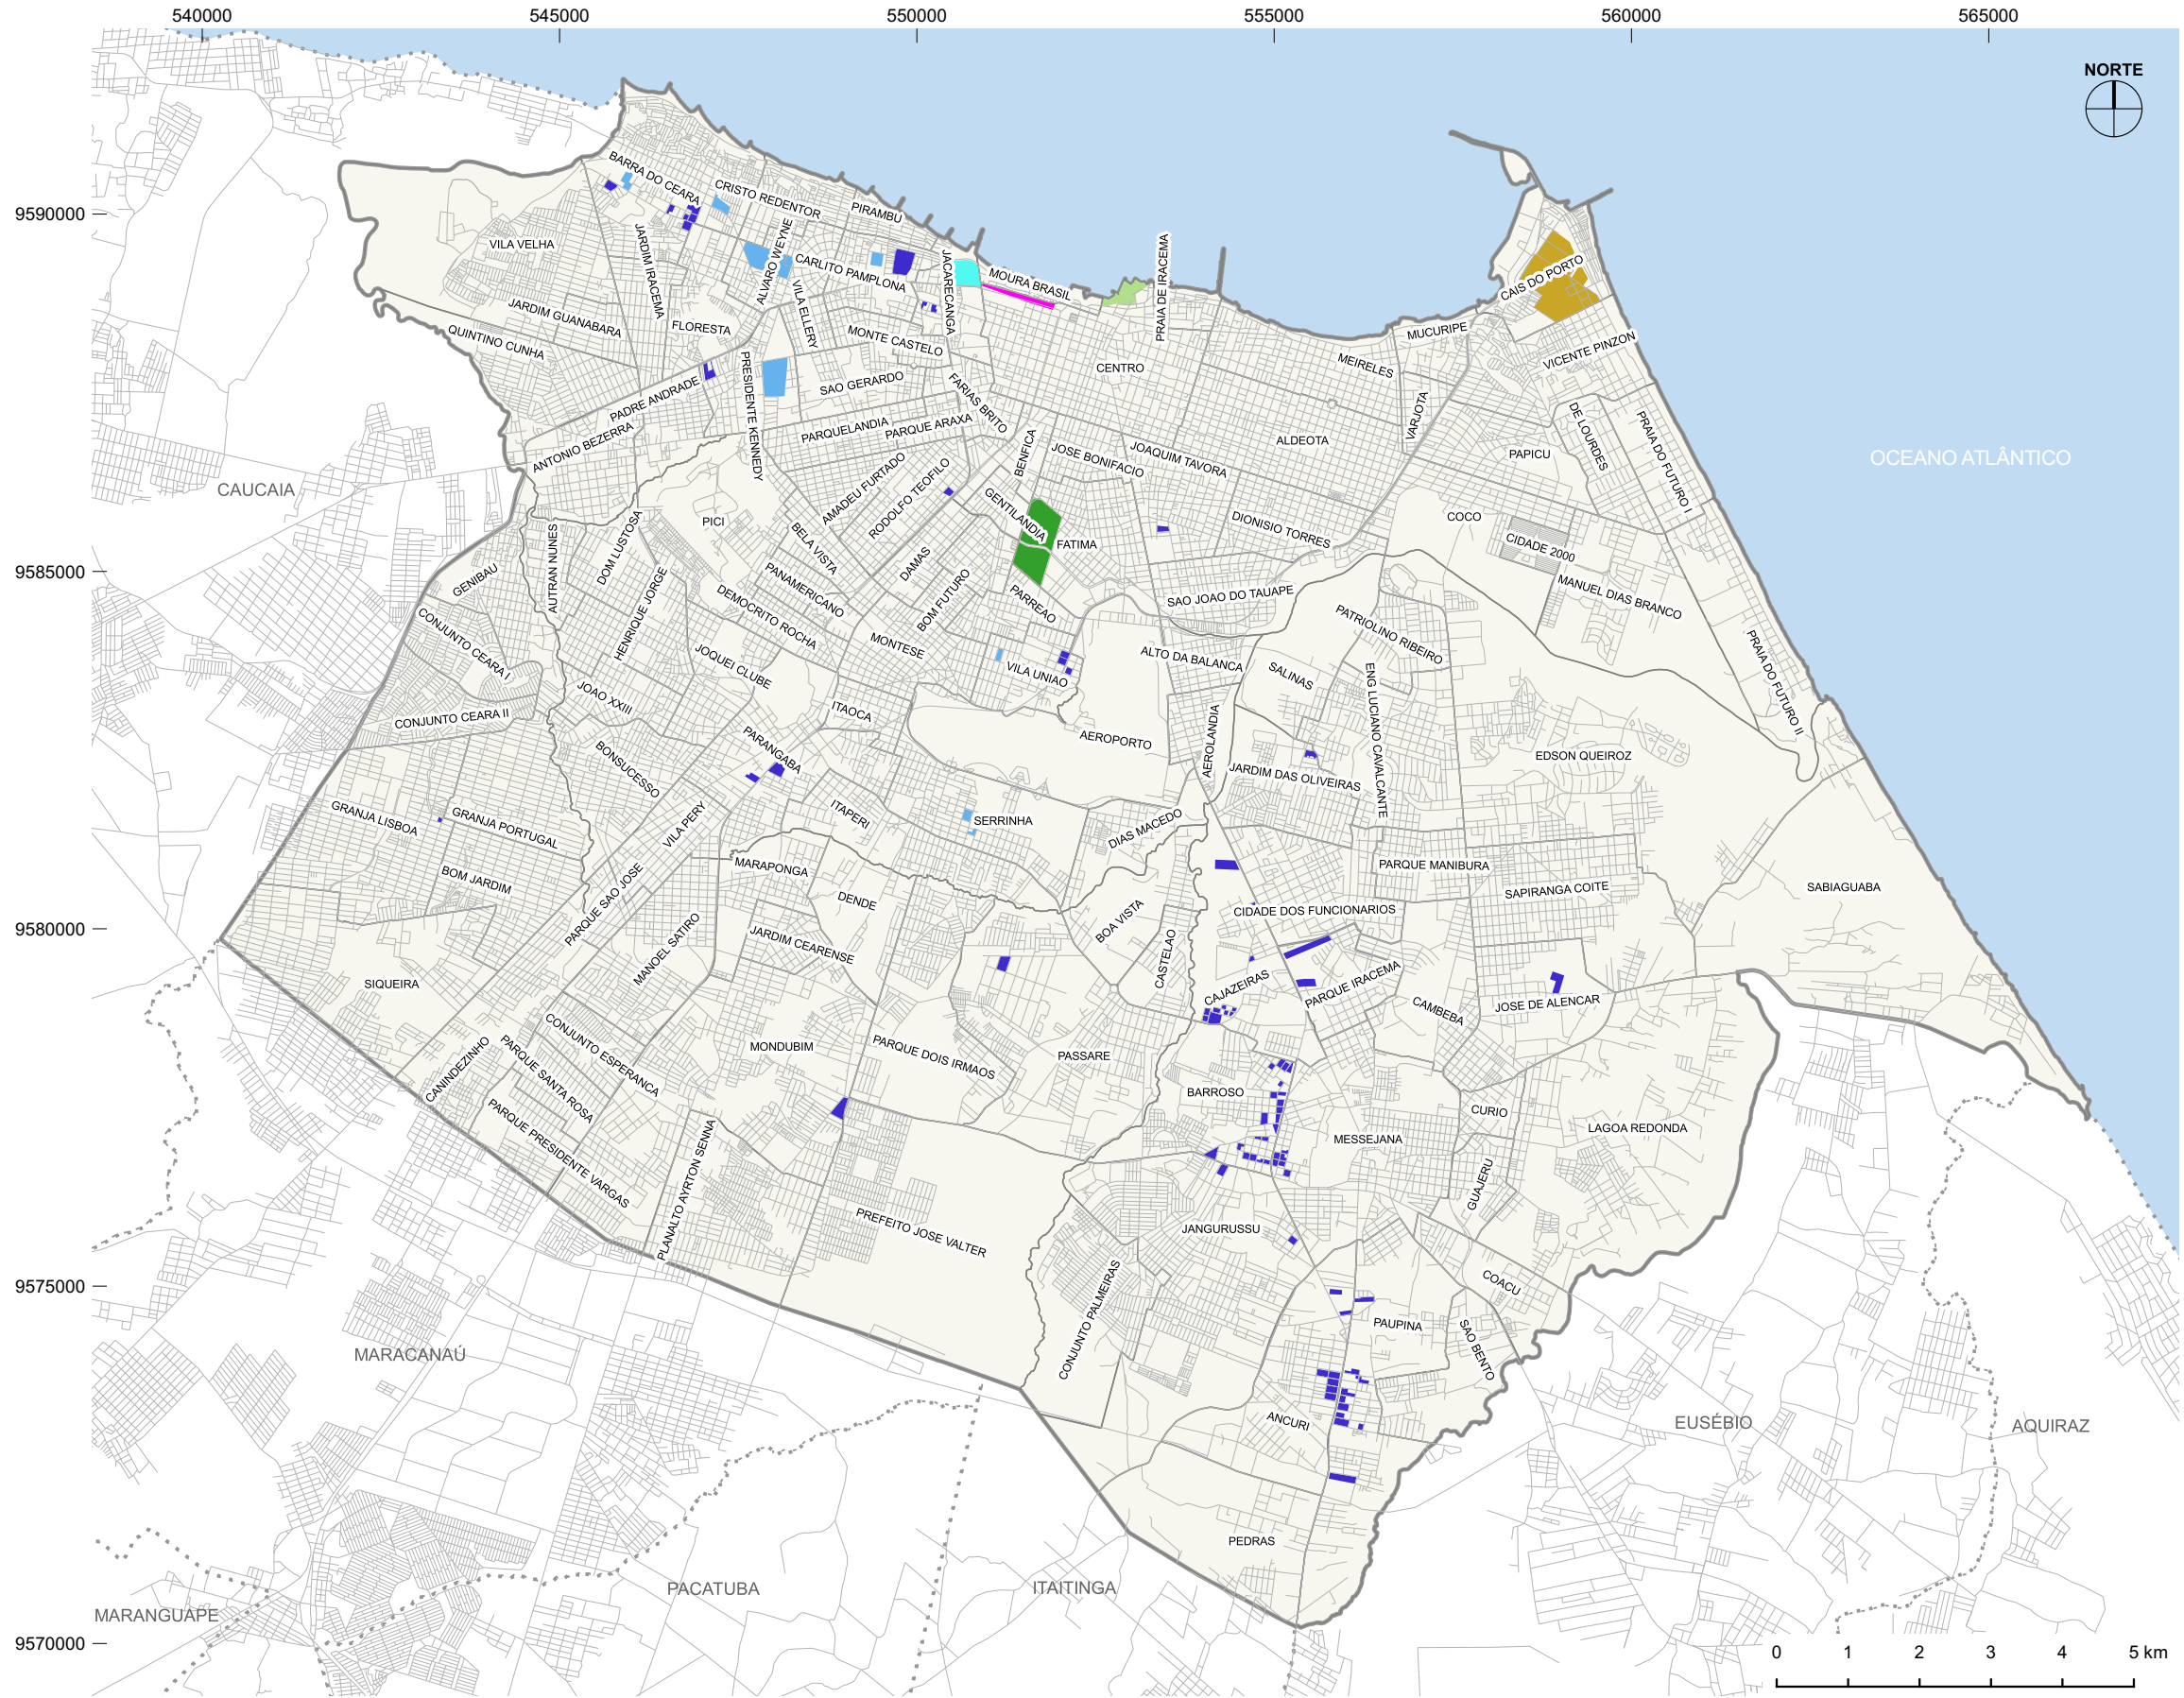 540000 545000 550000 555000 560000 565000
NORTE
9590000
9585000
9580000
9575000
9570000
BARRA DO CEARA
CRISTO REDENTOR
PIRAMBU
VILA VELHA
JARDIM IRACEMA
ALVARO WEYNE
CARLITO PAMPLONA
JACARECANGA
MOURA BRASIL
PRAIA DE IRACEMA
CAIS DO PORTO
JARDIM GUANABARA
QUINTINO CUNHA
FLORESTA
VILA ELLERY
MONTE CASTELO
CENTRO
MEIRELES
MUCURIPE
VICENTE PINZON
PADRE ANDRADE
PRESIDENTE KENNEDY
SAO GERARDO
FARIAS BRITO
VARJOTA
DE LOURDES
PRAIA DO FUTURO I
ANTONIO BEZERRA
PARQUELANDIA
PARQUE ARAXA
BENFICA
JOSE BONIFACIO
JOAQUIM TAVORA
ALDEOTA
PAPICU
OCEANO ATLÂNTICO
CAUCAIA
AMADEU FURTADO
RODOLFO TEOFILO
GENTILANDIA
FATIMA
DIONISIO TORRES
COCO
CIDADE 2000
PICI
BELA VISTA
DAMAS
AUTRAN NUNES
DOM LUSTOSA
GENIBAU
HENRIQUE JORGE
PANAMERICANO
DEMOCRITO ROCHA
BOM FUTURO
PARREAO
SAO JOAO DO TAUAPE
MANUEL DIAS BRANCO
CONJUNTO CEARA I
JOQUEI CLUBE
MONTESE
VILA UNIAO
ALTO DA BALANCA
SALINAS
PATRIOLINO RIBEIRO
PRAIA DO FUTURO II
CONJUNTO CEARA II
JOAO XXIII
ITAOCA
AEROPORTO
AEROLANDIA
ENG LUCIANO CAVALCANTE
EDSON QUEIROZ
BONSUCESSO
PARANGABA
JARDIM DAS OLIVEIRAS
GRANJA LISBOA
GRANJA PORTUGAL
VILA PERY
ITAPERI
SERRINHA
DIAS MACEDO
BOM JARDIM
PARQUE SAO JOSE
MARAPONGA
DENDE
PARQUE MANIBURA
SAPIRANGA COITE
SABIAGUABA
MANOEL SATIRO
JARDIM CEARENSE
BOA VISTA
CASTELAO
CIDADE DOS FUNCIONARIOS
SIQUEIRA
CAJAZEIRAS
PARQUE IRACEMA
CAMBEBA
JOSE DE ALENCAR
CANINDEZINHO
PARQUE SANTA ROSA
CONJUNTO ESPERANCA
MONDUBIM
PARQUE DOIS IRMAOS
PASSARE
BARROSO
CURIO
LAGOA REDONDA
PARQUE PRESIDENTE VARGAS
PLANALTO AYRTON SENNA
MESSEJANA
GUAJERU
PREFEITO JOSE VALTER
JANGURUSSU
COACU
CONJUNTO PALMEIRAS
PAUPINA
SAO BENTO
MARACANAÚ
ANCURI
EUSÉBIO
AQUIRAZ
PEDRAS
PACATUBA
ITAITINGA
MARANGUAPE
0 1 2 3 4 5 km